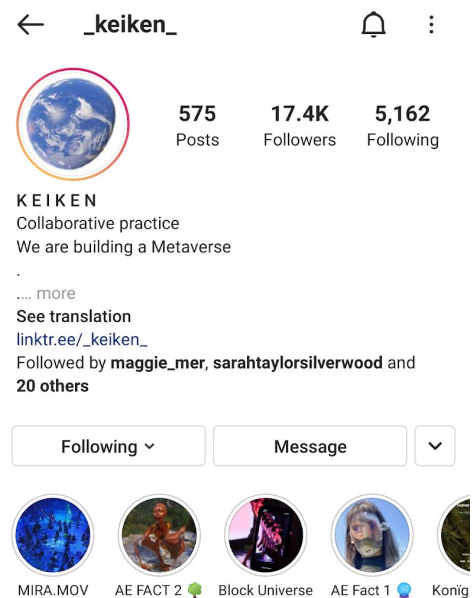 _keiken_
575 17.4K 5,162
Posts Followers Following
K E I K E N
Collaborative practice
We are building a Metaverse
.
.... more
See translation
linktr.ee/_keiken_
Followed by maggie_mer, sarahtaylorsilverwood and
20 others
Following Message
MIRA.MOV AE FACT 2 🌳 Block Universe AE Fact 1 🔮 Konig